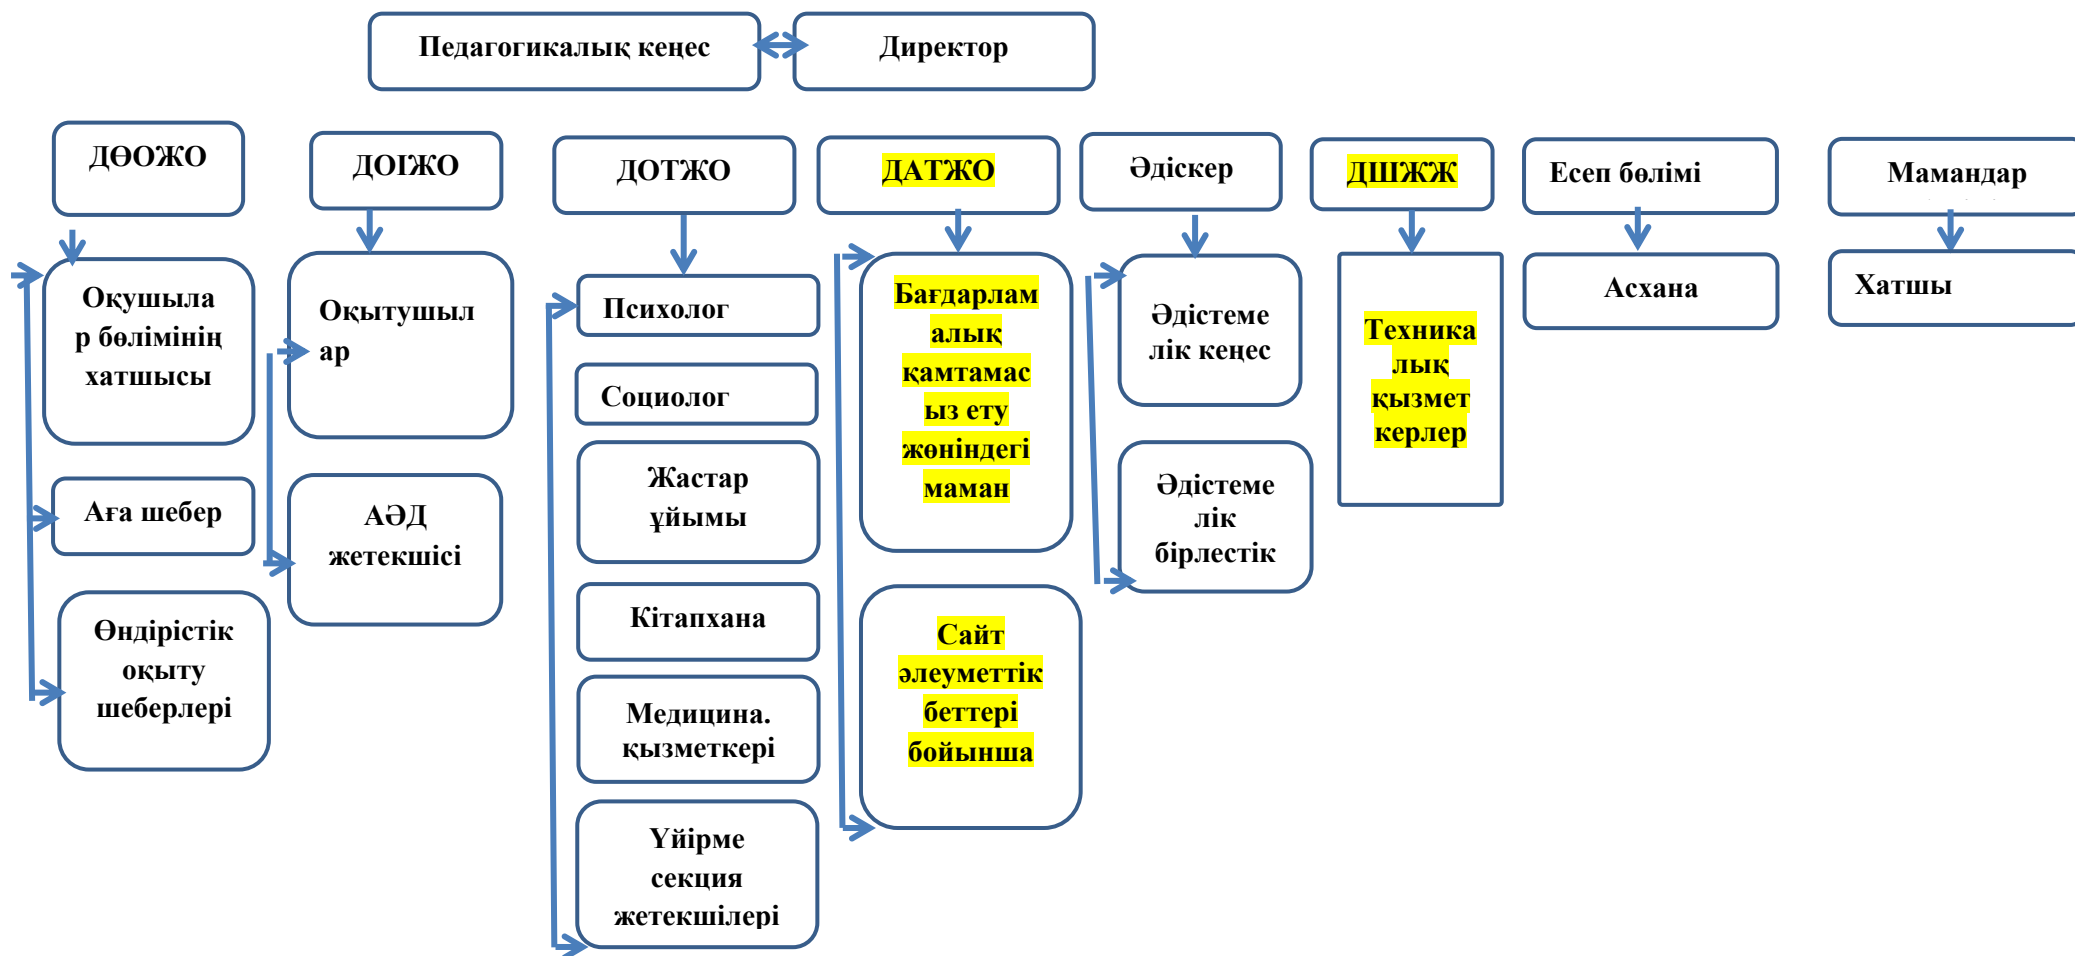 Педагогикалық кеңес
Директор
ДӨОЖО
ДОІЖО
ДОТЖО
ДАТЖО
Әдіскер
ДШЖЖ
Есеп бөлімі
Мамандар
Оқушыла
р бөлімінің
хатшысы
Аға шебер
Өндірістік
оқыту
шеберлері
Оқытушыл
ар
АӘД
жетекшісі
Психолог
Социолог
Жастар
ұйымы
Кітапхана
Медицина.
қызметкері
Үйірме
секция
жетекшілері
Бағдарлам
алық
қамтамас
ыз ету
жөніндегі
маман
Сайт
әлеуметтік
беттері
бойынша
Әдістеме
лік кеңес
Әдістеме
лік
бірлестік
Техника
лық
қызмет
керлер
Асхана
Хатшы